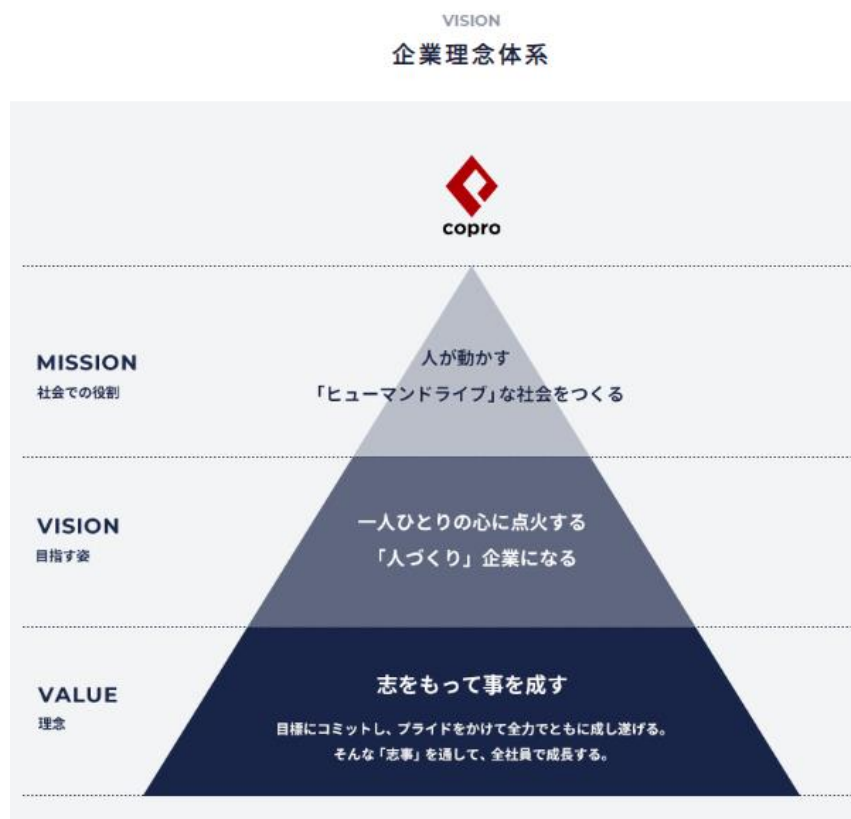 VISION
企業理念体系
copro
MISSION
社会での役割
人が動かす
「ヒューマンドライブ」な社会をつくる
VISION
目指す姿
一人ひとりの心に点火する
「人づくり」企業になる
VALUE
理念
志をもって事を成す
目標にコミットし、プライドをかけて全力でともに成し遂げる。
そんな「志事」を通して、全社員で成長する。